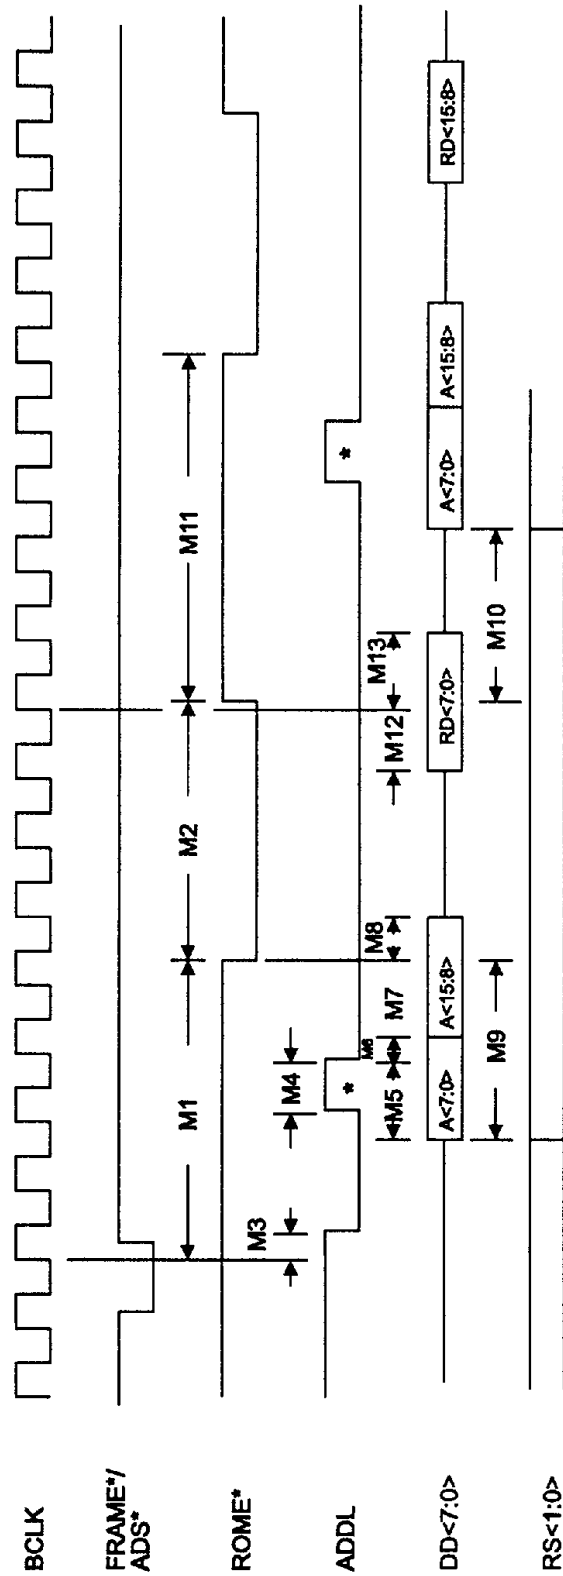 BCLK
FRAME*/
ADS*
M1
M2
M11
ROME*
M3
M4
*
*
ADDL
M5
M6
M7
M8
M12
M13
A<7:0>
A<15:8>
RD<7:0>
A<7:0>
A<15:8>
RD<15:8>
DD<7:0>
M9
M10
RS<1:0>